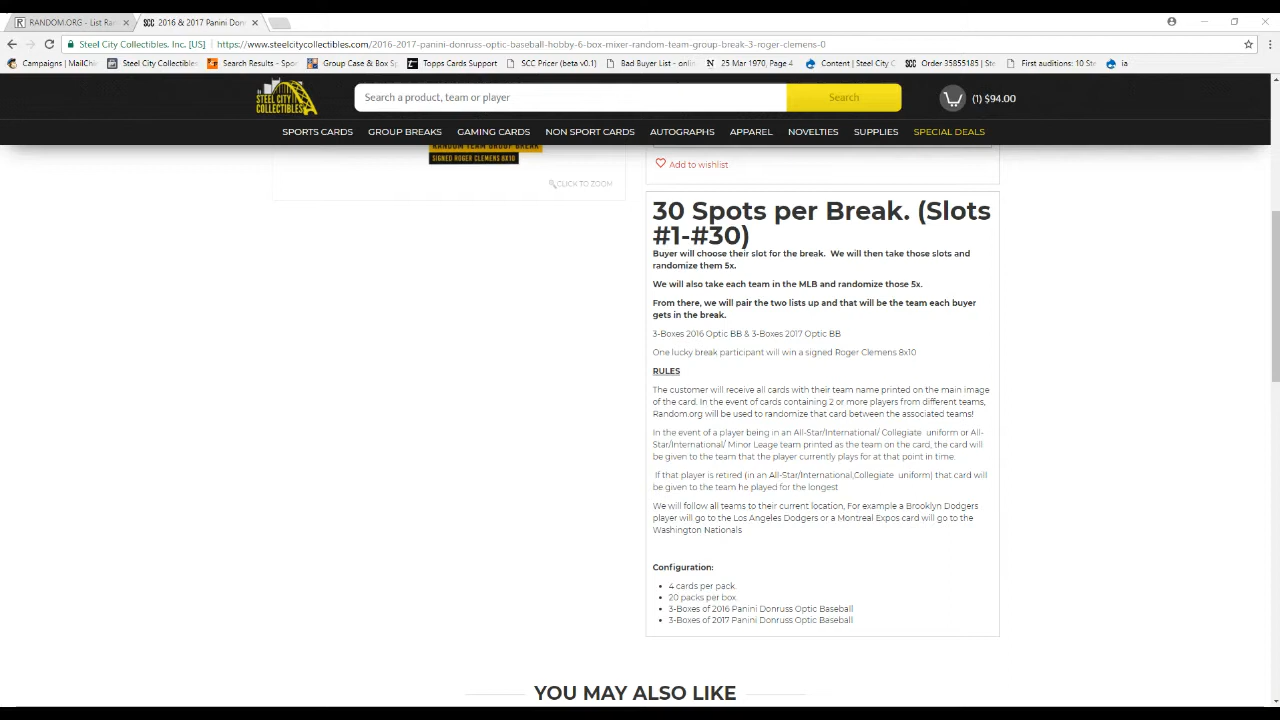 RANDOM.ORG - List Ran
SCC 2016 & 2017 Panini Don
Steel City Collectibles, Inc. [US]
https://www.steelcitycollectibles.com/2016-2017-panini-donruss-optic-baseball-hobby-6-box-mixer-random-team-group-break-3-roger-clemens-0
Campaigns | MailChi
Steel City Collectibles
Search Results - Spo
Group Case & Box Sp
Topps Cards Support
SCC Pricer (beta v0.1)
Bad Buyer List - onlin
25 Mar 1970, Page 4
Content | Steel City C
Order 35855185 | Ste
First auditions: 10 Str
ia
STEEL CITY
COLLECTIBLES
Search a product, team or player
Search
(1) $94.00
SPORTS CARDS
GROUP BREAKS
GAMING CARDS
NON SPORT CARDS
AUTOGRAPHS
APPAREL
NOVELTIES
SUPPLIES
SPECIAL DEALS
RANDOM TEAM GROUP BREAK
SIGNED ROGER CLEMENS 8X10
CLICK TO ZOOM
Add to wishlist
30 Spots per Break. (Slots
#1-#30)
Buyer will choose their slot for the break. We will then take those slots and
randomize them 5x.
We will also take each team in the MLB and randomize those 5x.
From there, we will pair the two lists up and that will be the team each buyer
gets in the break.
3-Boxes 2016 Optic BB & 3-Boxes 2017 Optic BB
One lucky break participant will win a signed Roger Clemens 8x10
RULES
The customer will receive all cards with their team name printed on the main image
of the card. In the event of cards containing 2 or more players from different teams,
Random.org will be used to randomize that card between the associated teams!
In the event of a player being in an All-Star/International/ Collegiate uniform or All-
Star/International/ Minor Leage team printed as the team on the card, the card will
be given to the team that the player currently plays for at that point in time.
If that player is retired (in an All-Star/International,Collegiate uniform) that card will
be given to the team he played for the longest
We will follow all teams to their current location, For example a Brooklyn Dodgers
player will go to the Los Angeles Dodgers or a Montreal Expos card will go to the
Washington Nationals
Configuration:
4 cards per pack.
20 packs per box.
3-Boxes of 2016 Panini Donruss Optic Baseball
3-Boxes of 2017 Panini Donruss Optic Baseball
YOU MAY ALSO LIKE